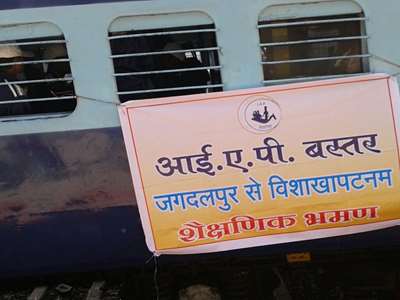 आई.ए.पी. बस्तर
जगदलपुर से विशाखापटनम
शैक्षणिक भ्रमण